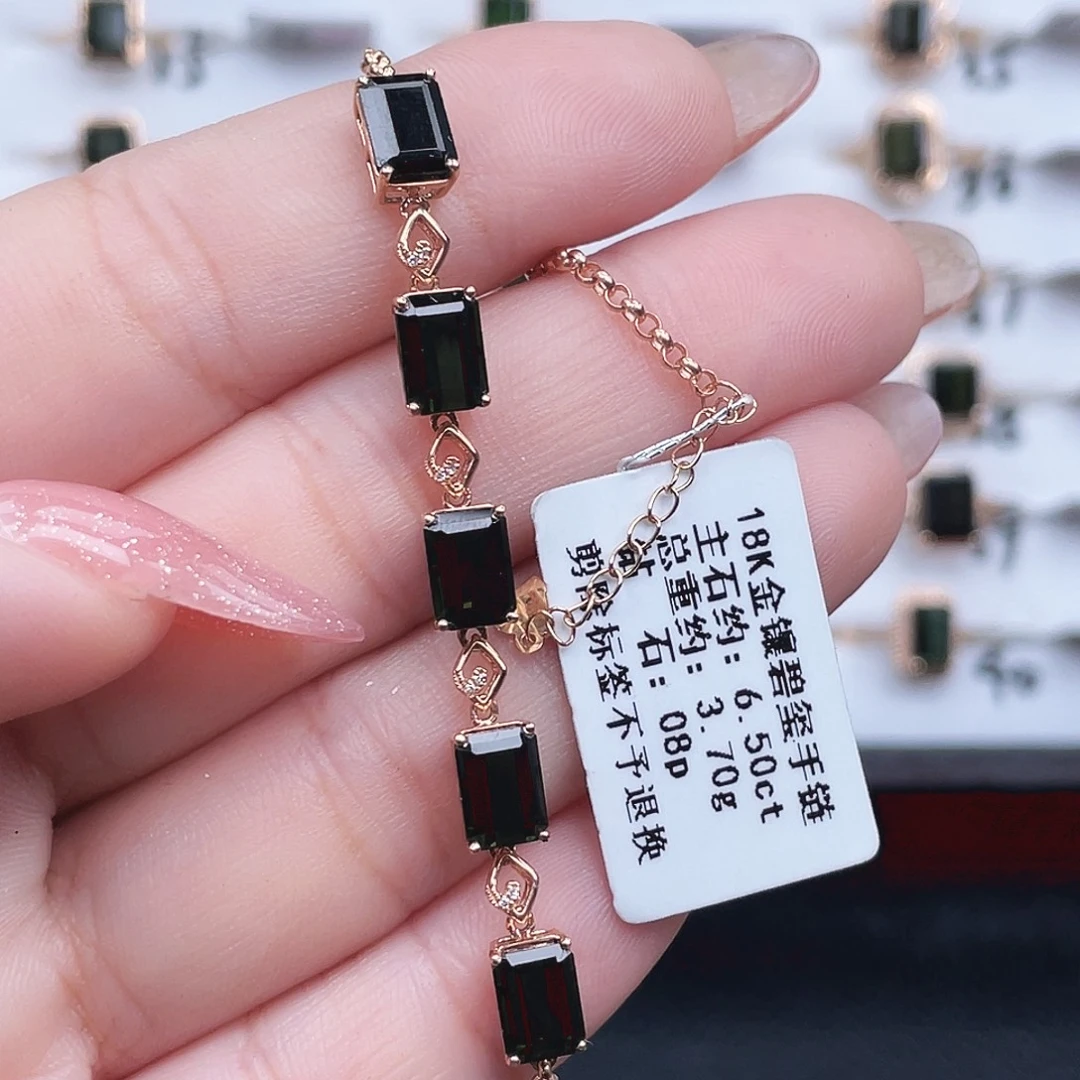 18K金镶碧玺手链
主石约: 6.50ct
总重约: 3.70g
石: 08p
剪除标签不予退换